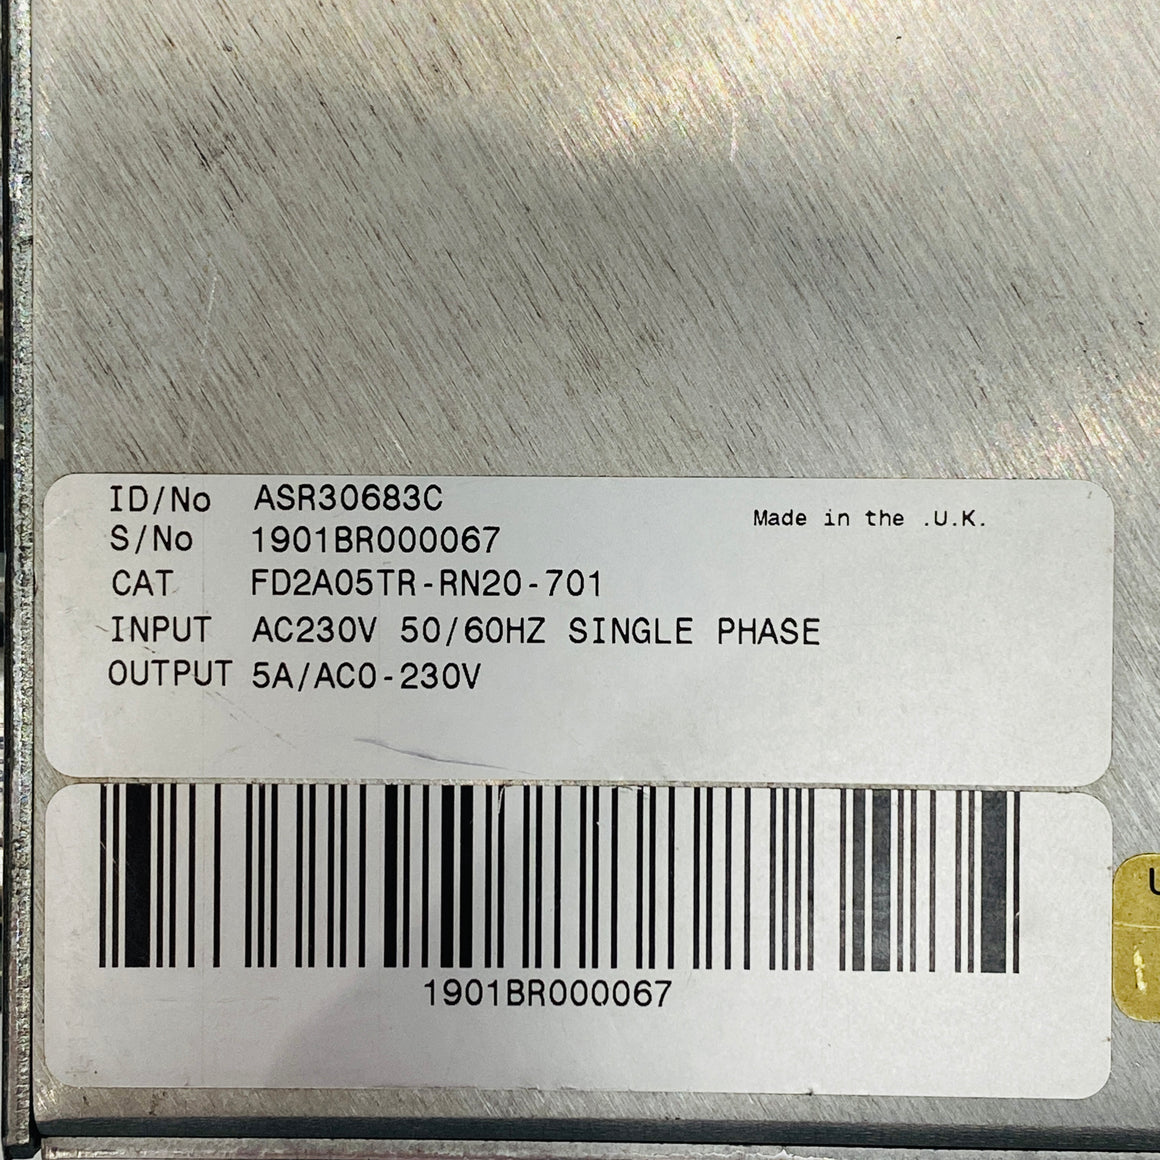 ID/No ASR30683C
Made in the .U.K.
S/No 1901BR000067
CAT FD2A05TR-RN20-701
INPUT AC230V 50/60HZ SINGLE PHASE
OUTPUT 5A/AC0-230V
1901BR000067